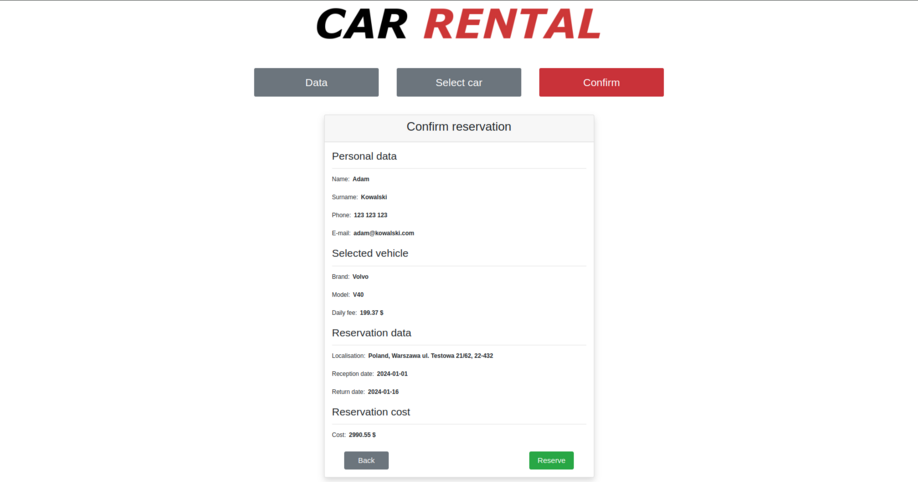 CAR RENTAL
Data
Select car
Confirm
Confirm reservation
Personal data
Name: Adam
Surname: Kowalski
Phone: 123 123 123
E-mail: adam@kowalski.com
Selected vehicle
Brand: Volvo
Model: V40
Daily fee: 199.37 $
Reservation data
Localisation: Poland, Warszawa ul. Testowa 21/62, 22-432
Reception date: 2024-01-01
Return date: 2024-01-16
Reservation cost
Cost: 2990.55 $
Back
Reserve